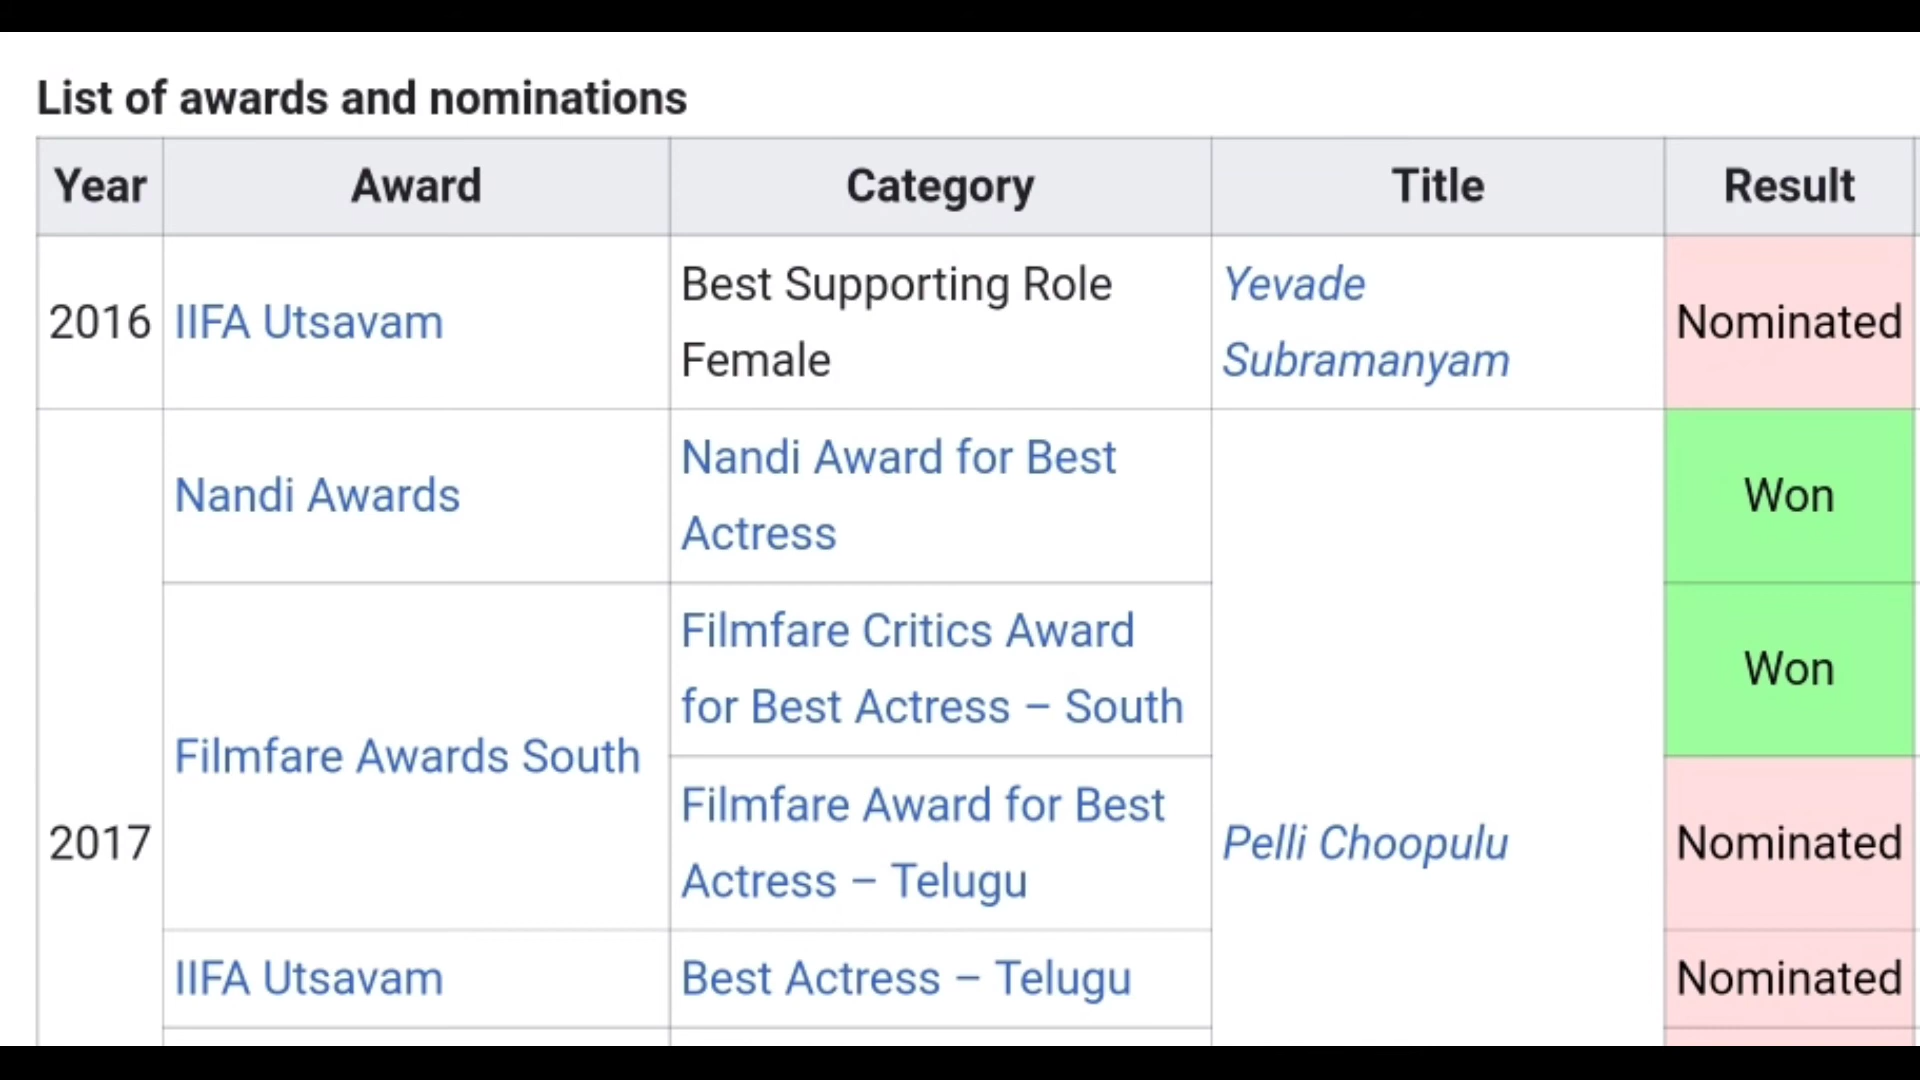 List of awards and nominations
Year Award Category Title Result
2016 IIFA Utsavam Best Supporting Role Female Yevade Subramanyam Nominated
2017 Nandi Awards Nandi Award for Best Actress Pelli Choopulu Won
Filmfare Awards South Filmfare Critics Award for Best Actress – South Won
Filmfare Award for Best Actress – Telugu Nominated
IIFA Utsavam Best Actress – Telugu Nominated